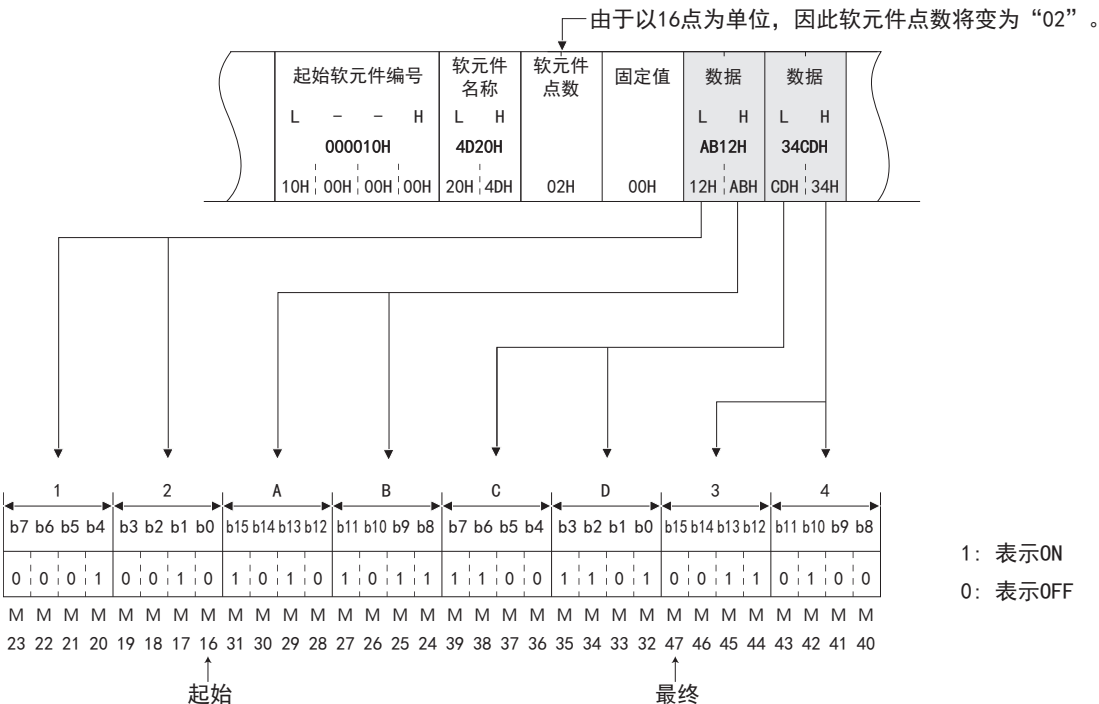 由于以16点为单位，因此软元件点数将变为“02”。
起始软元件编号 软元件名称 软元件点数 固定值 数据 数据
L - - H L H L H L H
000010H 4D20H AB12H 34CDH
10H 00H 00H 00H 20H 4DH 02H 00H 12H ABH CDH 34H
1 2 A B C D 3 4
b7 b6 b5 b4 b3 b2 b1 b0 b15 b14 b13 b12 b11 b10 b9 b8 b7 b6 b5 b4 b3 b2 b1 b0 b15 b14 b13 b12 b11 b10 b9 b8
0 0 0 1 0 0 1 0 1 0 1 0 1 0 1 1 1 1 0 0 1 1 0 1 0 0 1 1 0 1 0 0
M M M M M M M M M M M M M M M M M M M M M M M M M M M M M M M M
23 22 21 20 19 18 17 16 31 30 29 28 27 26 25 24 39 38 37 36 35 34 33 32 47 46 45 44 43 42 41 40
起始 最终
1: 表示ON
0: 表示OFF